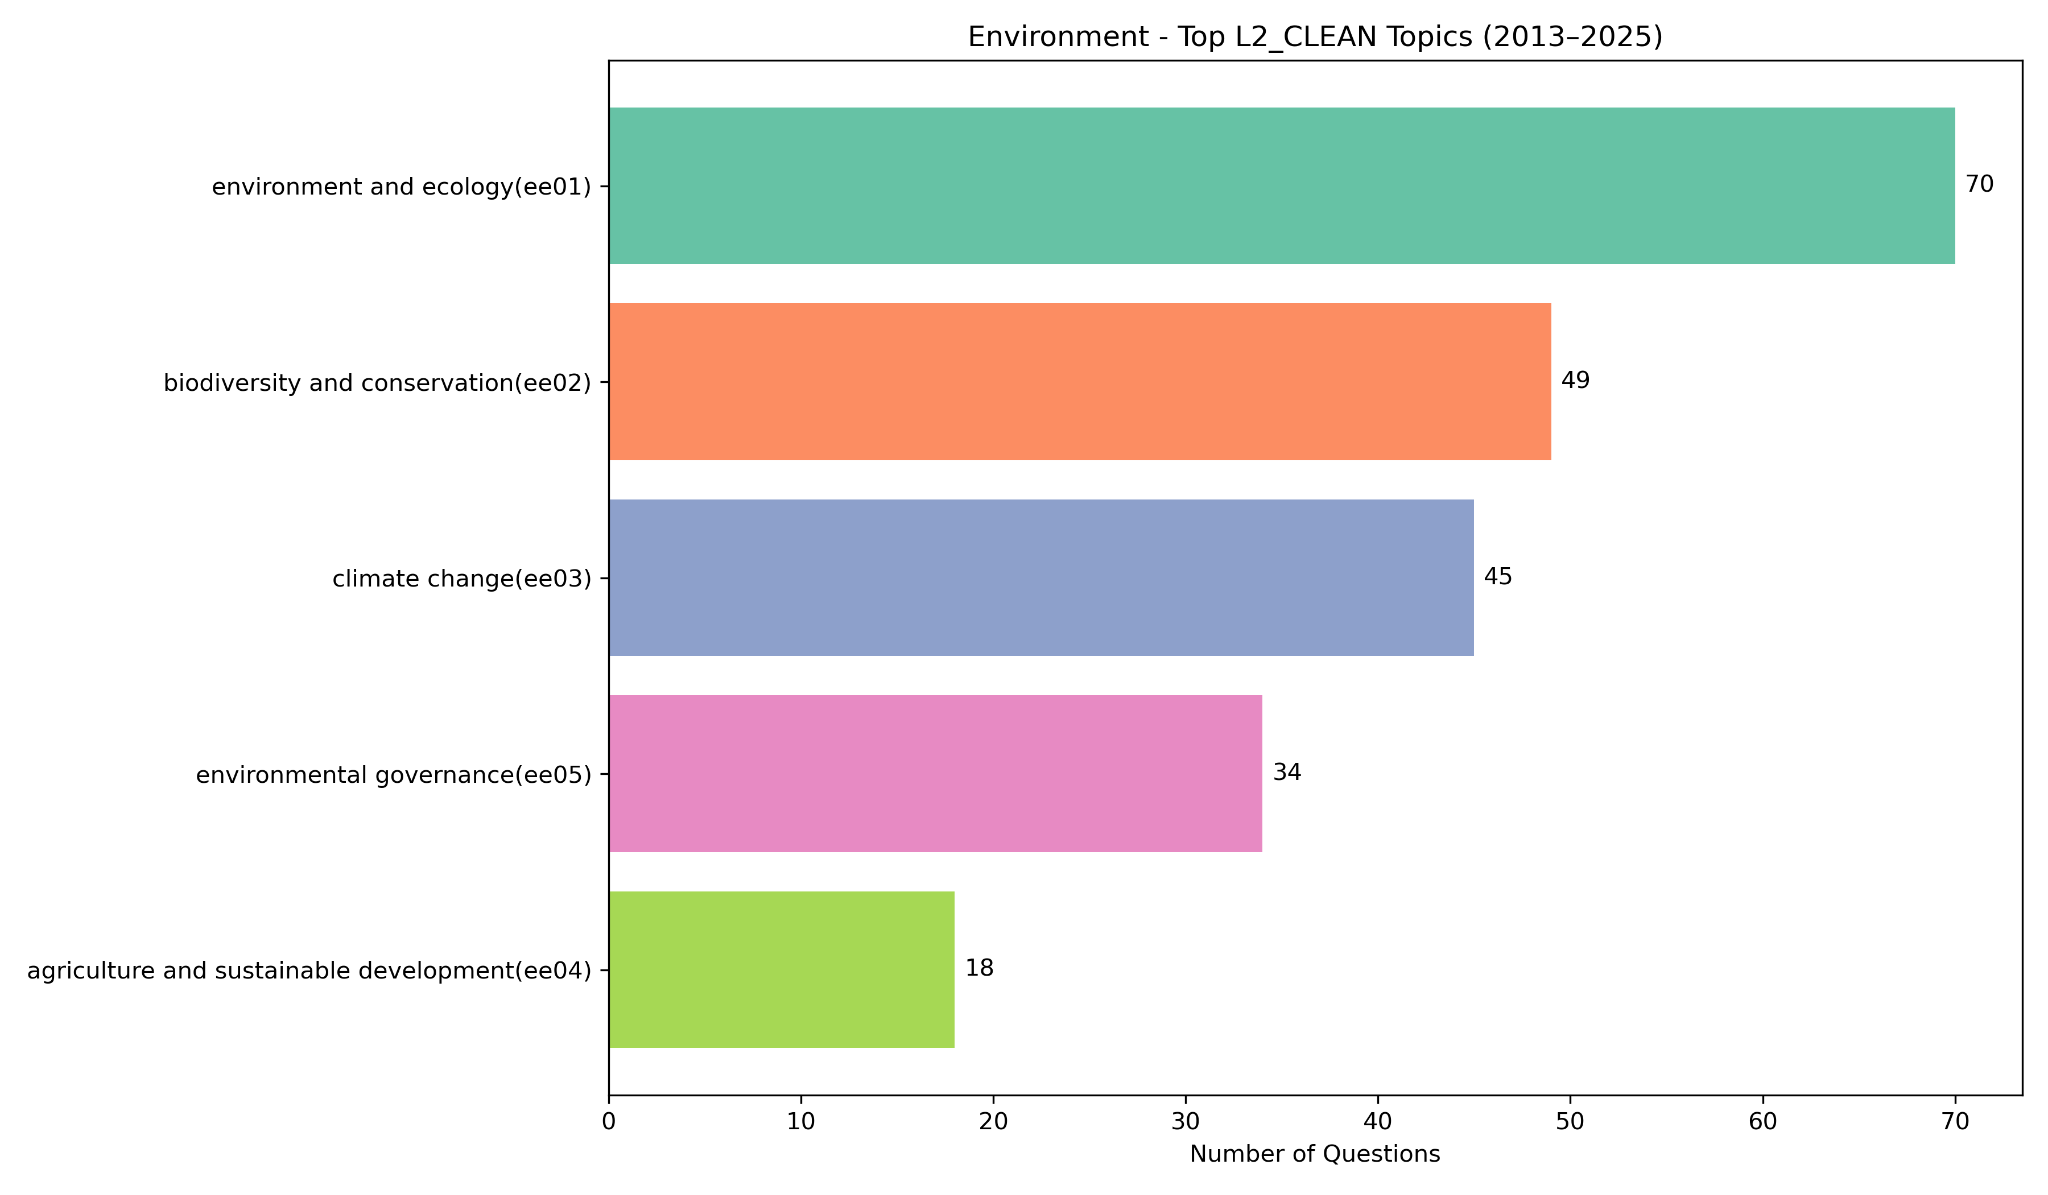 Environment - Top L2_CLEAN Topics (2013–2025)
environment and ecology(ee01)
70
biodiversity and conservation(ee02)
49
climate change(ee03)
45
environmental governance(ee05)
34
agriculture and sustainable development(ee04)
18
0 10 20 30 40 50 60 70
Number of Questions